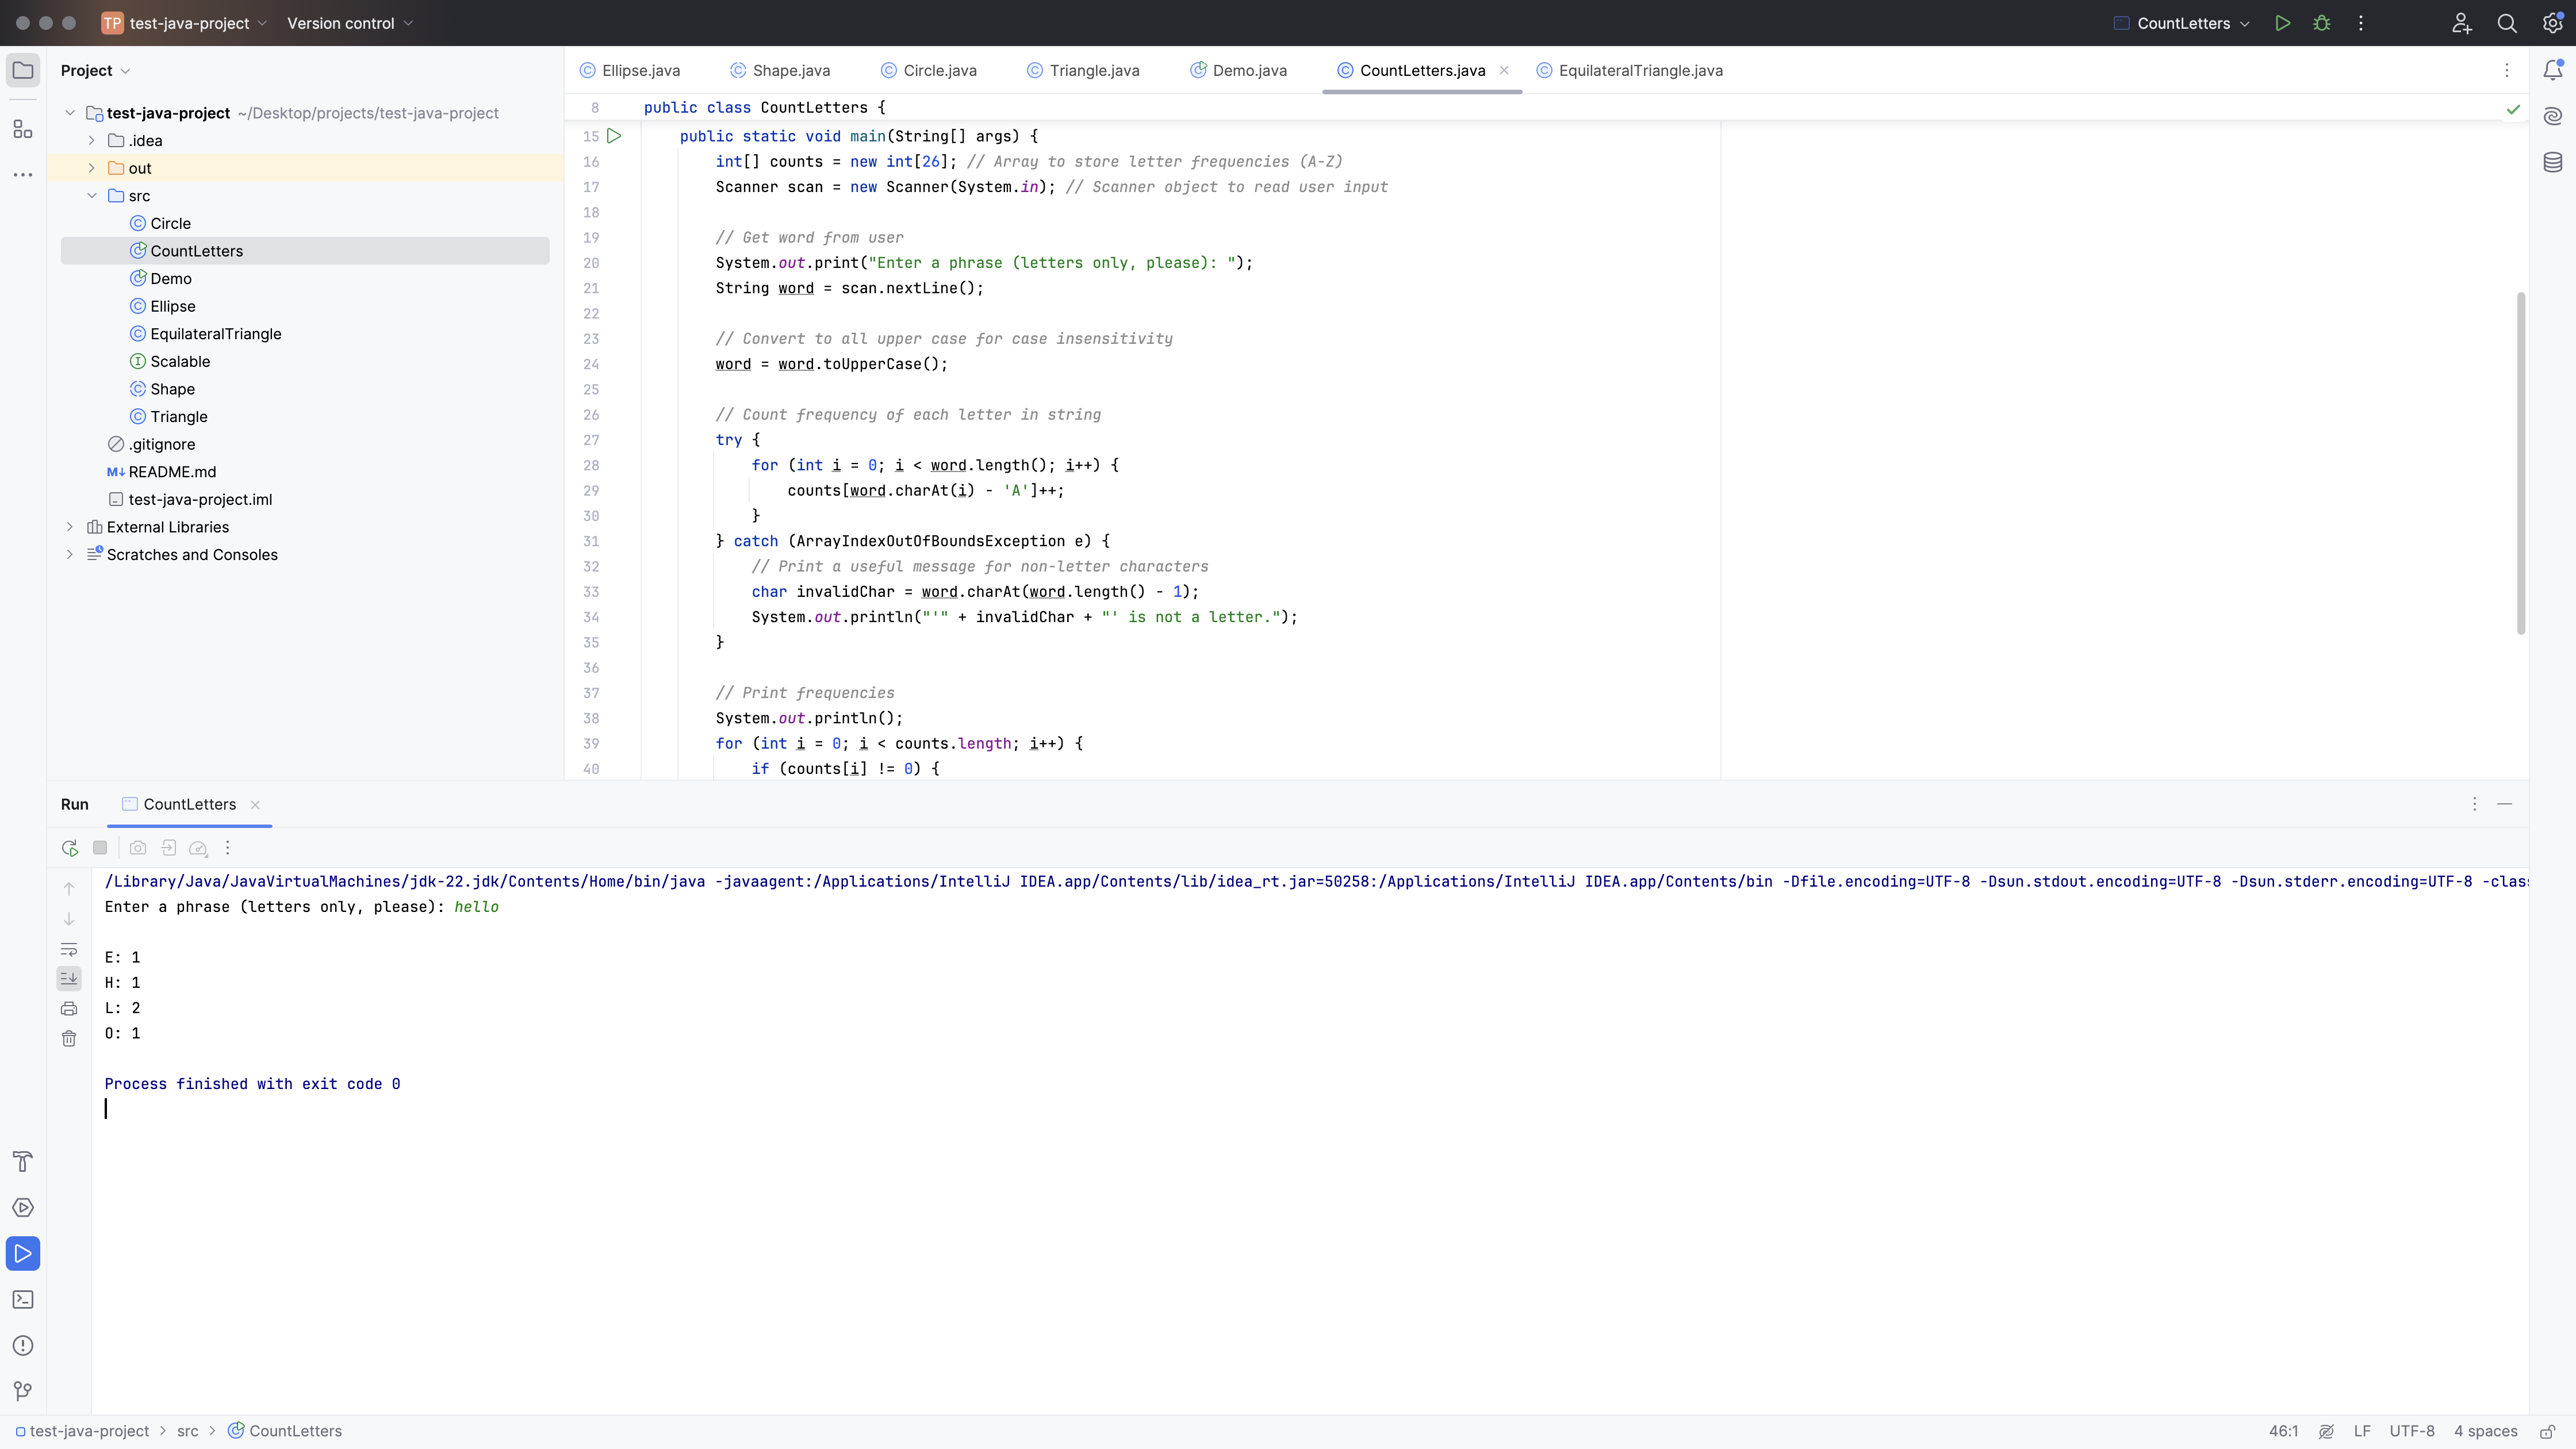 TP test-java-project Version control CountLetters
Project
Ellipse.java Shape.java Circle.java Triangle.java Demo.java CountLetters.java EquilateralTriangle.java
test-java-project ~/Desktop/projects/test-java-project
.idea
out
src
Circle
CountLetters
Demo
Ellipse
EquilateralTriangle
Scalable
Shape
Triangle
.gitignore
README.md
test-java-project.iml
External Libraries
Scratches and Consoles
8 public class CountLetters {
15 public static void main(String[] args) {
16 int[] counts = new int[26]; // Array to store letter frequencies (A-Z)
17 Scanner scan = new Scanner(System.in); // Scanner object to read user input
18
19 // Get word from user
20 System.out.print("Enter a phrase (letters only, please): ");
21 String word = scan.nextLine();
22
23 // Convert to all upper case for case insensitivity
24 word = word.toUpperCase();
25
26 // Count frequency of each letter in string
27 try {
28 for (int i = 0; i < word.length(); i++) {
29 counts[word.charAt(i) - 'A']++;
30 }
31 } catch (ArrayIndexOutOfBoundsException e) {
32 // Print a useful message for non-letter characters
33 char invalidChar = word.charAt(word.length() - 1);
34 System.out.println("'" + invalidChar + "' is not a letter.");
35 }
36
37 // Print frequencies
38 System.out.println();
39 for (int i = 0; i < counts.length; i++) {
40 if (counts[i] != 0) {
Run CountLetters
/Library/Java/JavaVirtualMachines/jdk-22.jdk/Contents/Home/bin/java -javaagent:/Applications/IntelliJ IDEA.app/Contents/lib/idea_rt.jar=50258:/Applications/IntelliJ IDEA.app/Contents/bin -Dfile.encoding=UTF-8 -Dsun.stdout.encoding=UTF-8 -Dsun.stderr.encoding=UTF-8 -clas
Enter a phrase (letters only, please): hello
E: 1
H: 1
L: 2
O: 1
Process finished with exit code 0
test-java-project > src > CountLetters 46:1 LF UTF-8 4 spaces